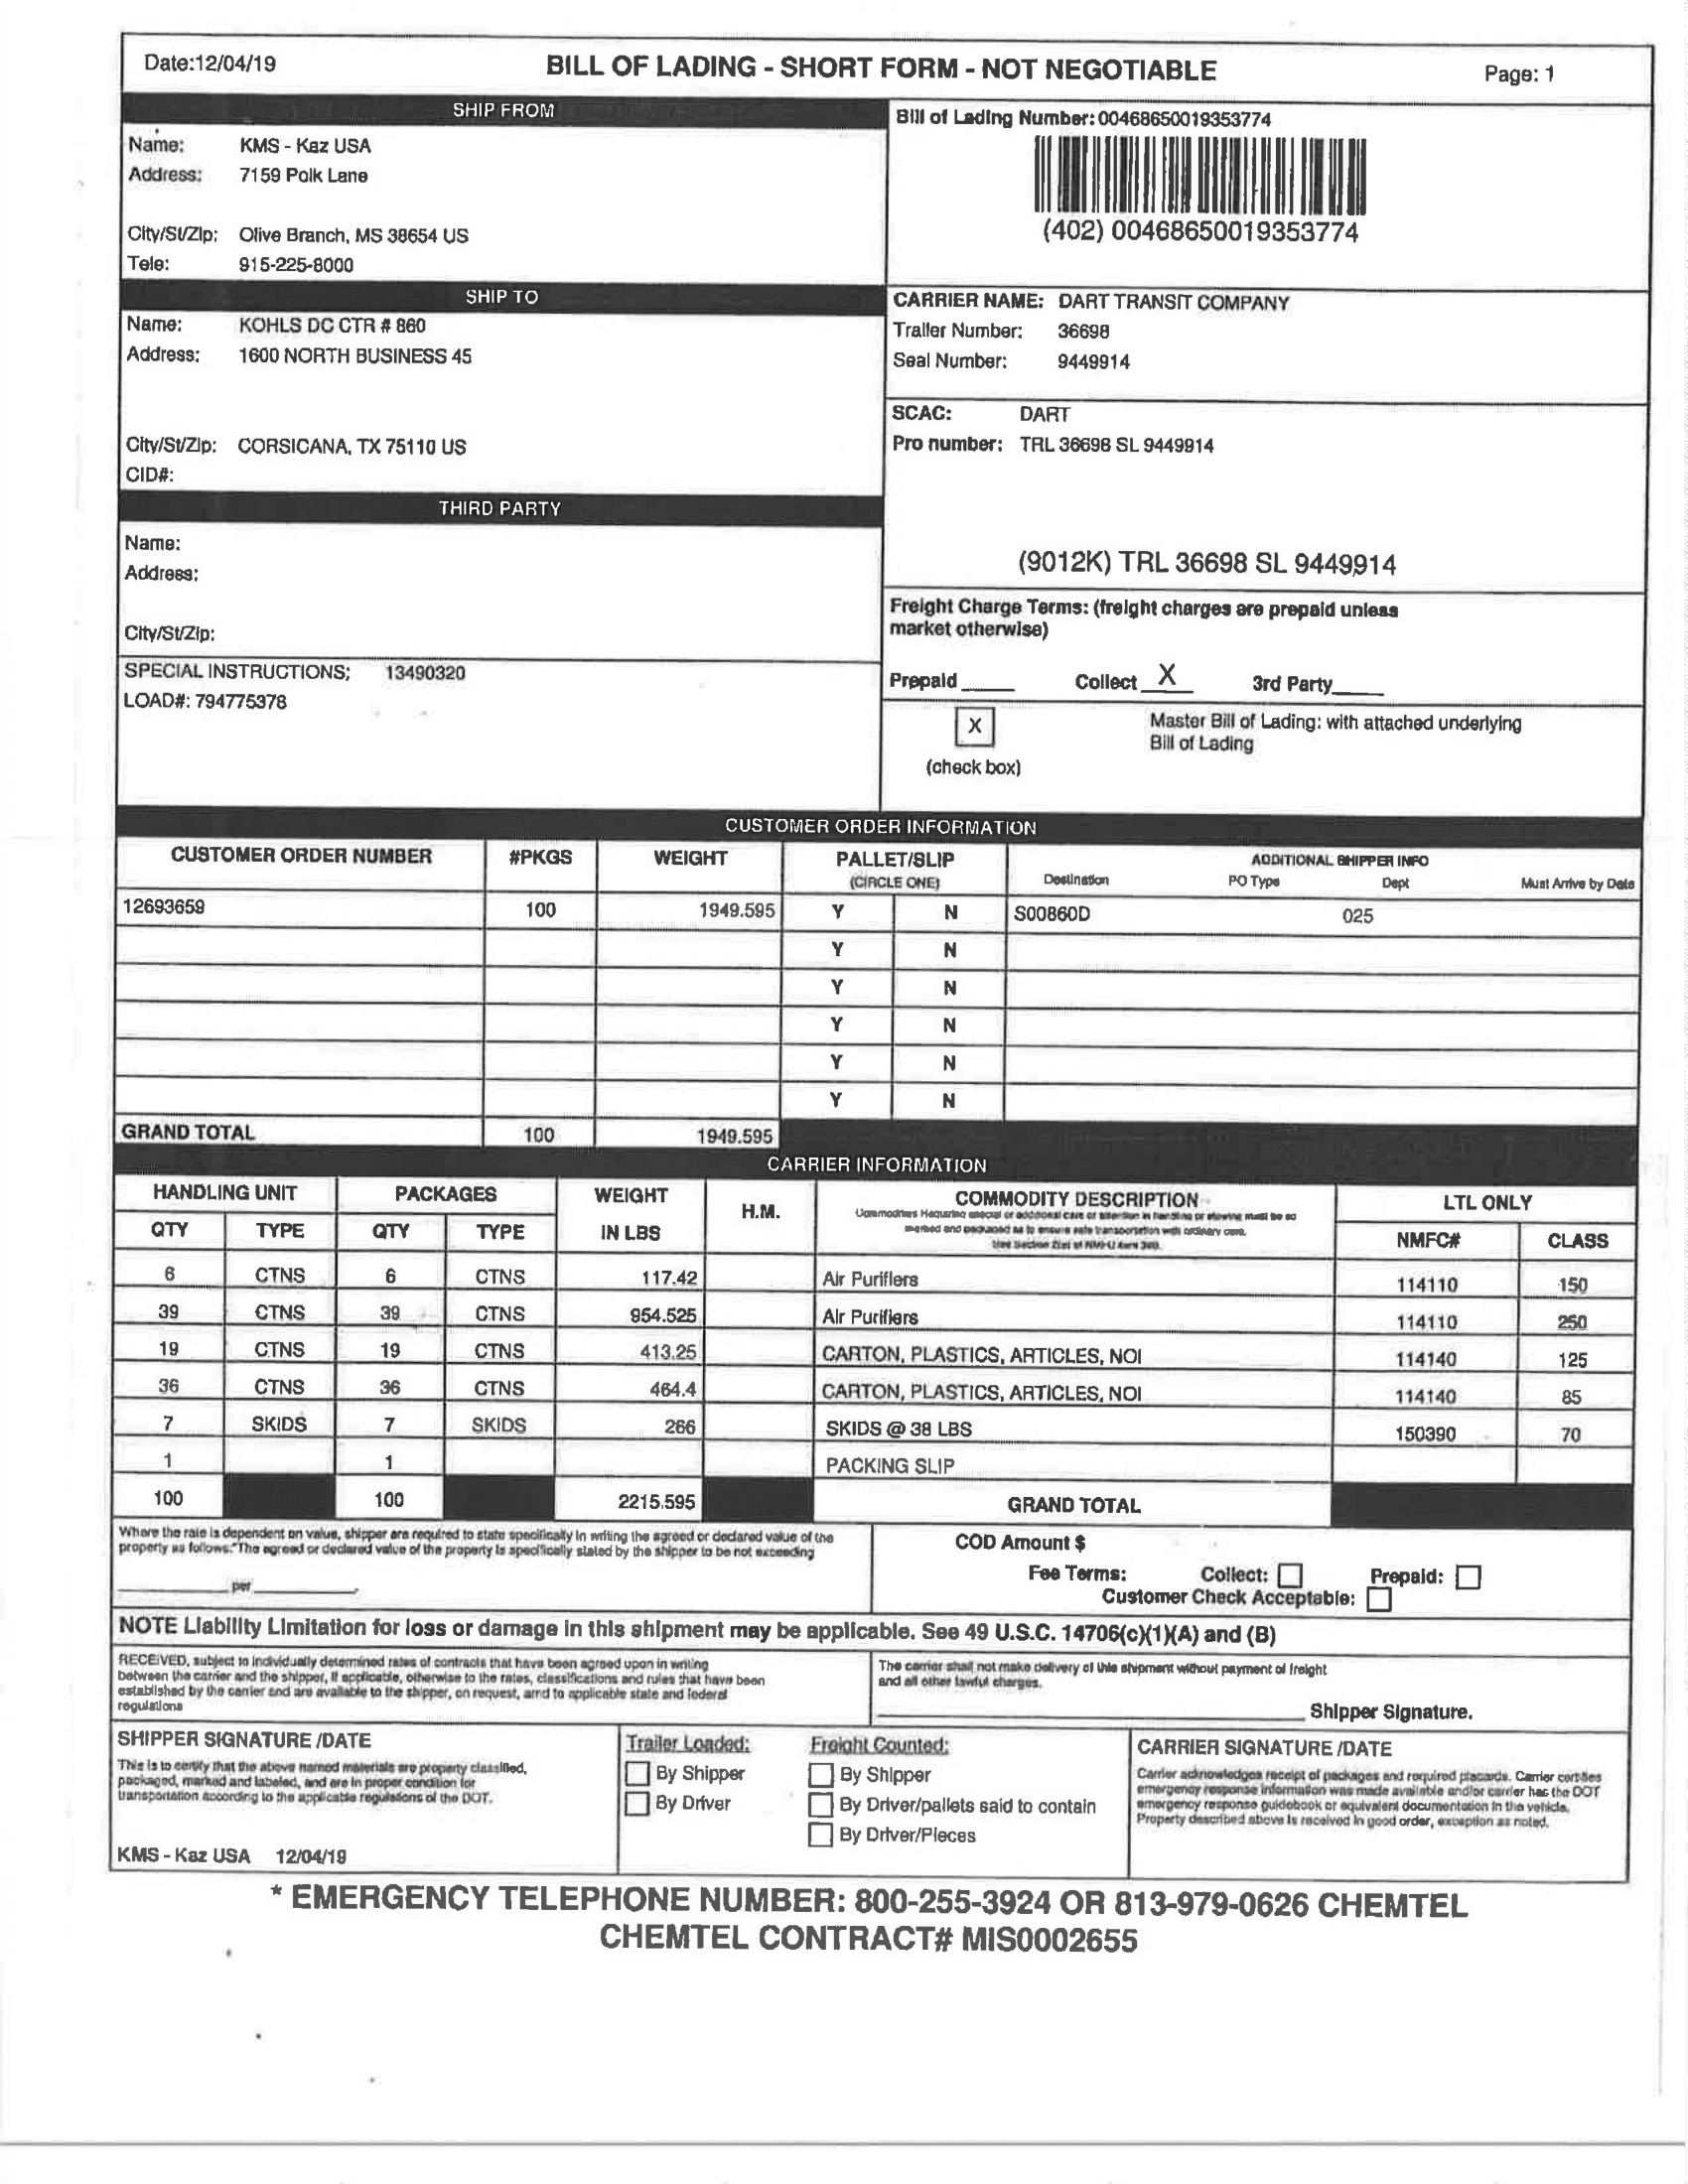 Date:12/04/19
BILL OF LADING - SHORT FORM - NOT NEGOTIABLE
Page: 1
SHIP FROM
Name: KMS - Kaz USA
Address: 7159 Polk Lane
City/St/Zip: Olive Branch, MS 38654 US
Tele: 915-225-8000
Bill of Lading Number: 00468650019353774
(402) 00468650019353774
SHIP TO
Name: KOHLS DC CTR # 860
Address: 1600 NORTH BUSINESS 45
City/St/Zip: CORSICANA, TX 75110 US
CID#:
CARRIER NAME: DART TRANSIT COMPANY
Trailer Number: 36698
Seal Number: 9449914
SCAC: DART
Pro number: TRL 36698 SL 9449914
(9012K) TRL 36698 SL 9449914
THIRD PARTY
Name:
Address:
City/St/Zip:
SPECIAL INSTRUCTIONS: 13490320
LOAD#: 794775378
Freight Charge Terms: (freight charges are prepaid unless
market otherwise)
Prepaid Collect X 3rd Party
X
(check box)
Master Bill of Lading: with attached underlying
Bill of Lading
CUSTOMER ORDER INFORMATION
CUSTOMER ORDER NUMBER #PKGS WEIGHT PALLET/SLIP ADDITIONAL SHIPPER INFO
(CIRCLE ONE) Destination PO Type Dept Must Arrive by Date
12693659 100 1949.595 Y N S00860D 025
Y N
Y N
Y N
Y N
Y N
GRAND TOTAL 100 1949.595
CARRIER INFORMATION
HANDLING UNIT PACKAGES WEIGHT H.M. COMMODITY DESCRIPTION LTL ONLY
Commodities Requiring special or additional care or attention in handling or stowing must be so
marked and packaged as to ensure safe transportation with ordinary care.
QTY TYPE QTY TYPE IN LBS NMFC# CLASS
6 CTNS 6 CTNS 117.42 Air Purifiers 114110 150
39 CTNS 39 CTNS 954.525 Air Purifiers 114110 250
19 CTNS 19 CTNS 413.25 CARTON, PLASTICS, ARTICLES, NOI 114140 125
36 CTNS 36 CTNS 464.4 CARTON, PLASTICS, ARTICLES, NOI 114140 85
7 SKIDS 7 SKIDS 266 SKIDS @ 38 LBS 150390 70
1 1 PACKING SLIP
100 100 2215.595 GRAND TOTAL
Where the rate is dependent on value, shipper are required to state specifically in writing the agreed or declared value of the
property as follows:"The agreed or declared value of the property is specifically stated by the shipper to be not exceeding
per
COD Amount $
Fee Terms: Collect: Prepaid:
Customer Check Acceptable:
NOTE Liability Limitation for loss or damage in this shipment may be applicable. See 49 U.S.C. 14706(c)(1)(A) and (B)
RECEIVED, subject to individually determined rates of contracts that have been agreed upon in writing
between the carrier and the shipper, if applicable, otherwise to the rates, classifications and rules that have been
established by the carrier and are available to the shipper, on request, amd to applicable state and federal
regulations
The carrier shall not make delivery of this shipment without payment of freight
and all other lawful charges.
Shipper Signature.
SHIPPER SIGNATURE /DATE
This is to certify that the above named materials are property classified,
packaged, marked and labeled, and are in proper condition for
transportation according to the applicable regulations of the DOT.
KMS - Kaz USA 12/04/19
Trailer Loaded:
By Shipper
By Driver
Freight Counted:
By Shipper
By Driver/pallets said to contain
By Driver/Pieces
CARRIER SIGNATURE /DATE
Carrier acknowledges receipt of packages and required placards. Carrier certifies
emergency response information was made available and/or carrier has the DOT
emergency response guidebook or equivalent documentation in the vehicle.
Property described above is received in good order, exception as noted.
* EMERGENCY TELEPHONE NUMBER: 800-255-3924 OR 813-979-0626 CHEMTEL
CHEMTEL CONTRACT# MIS0002655